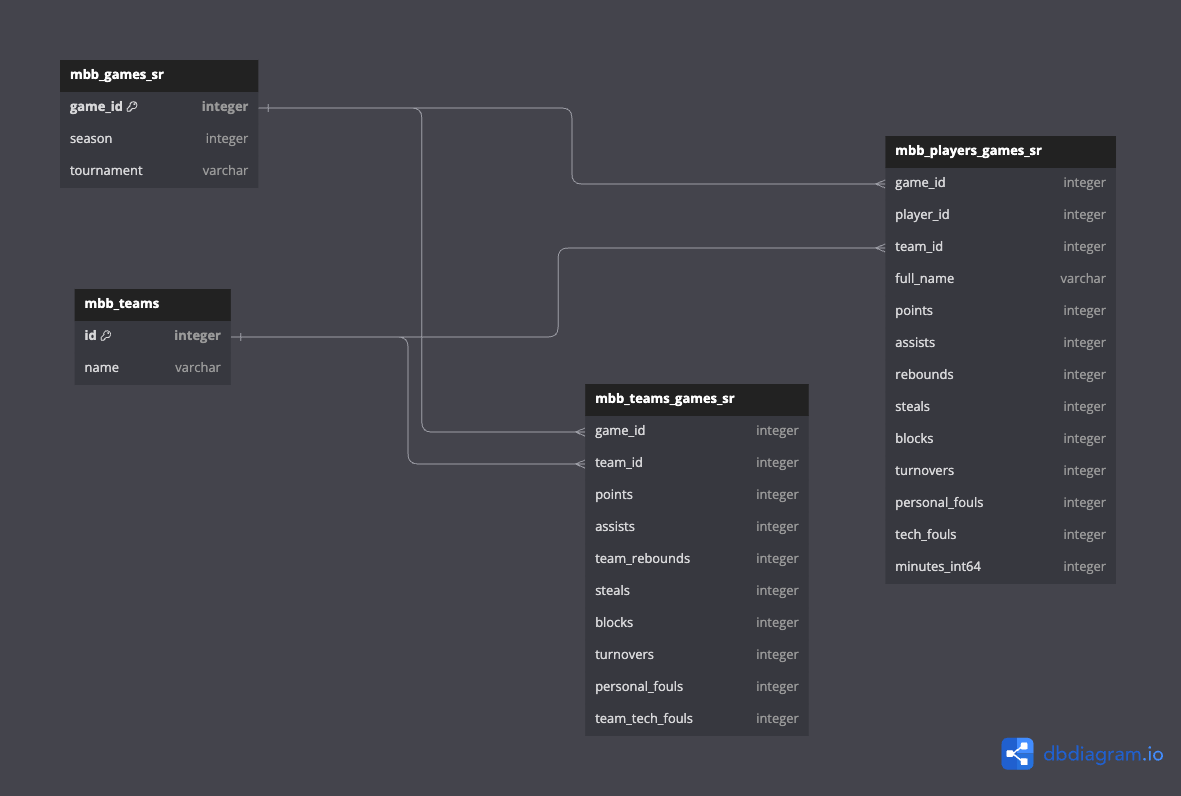 mbb_games_sr
game_id integer
season integer
tournament varchar
mbb_teams
id integer
name varchar
mbb_teams_games_sr
game_id integer
team_id integer
points integer
assists integer
team_rebounds integer
steals integer
blocks integer
turnovers integer
personal_fouls integer
team_tech_fouls integer
mbb_players_games_sr
game_id integer
player_id integer
team_id integer
full_name varchar
points integer
assists integer
rebounds integer
steals integer
blocks integer
turnovers integer
personal_fouls integer
tech_fouls integer
minutes_int64 integer
dbdiagram.io